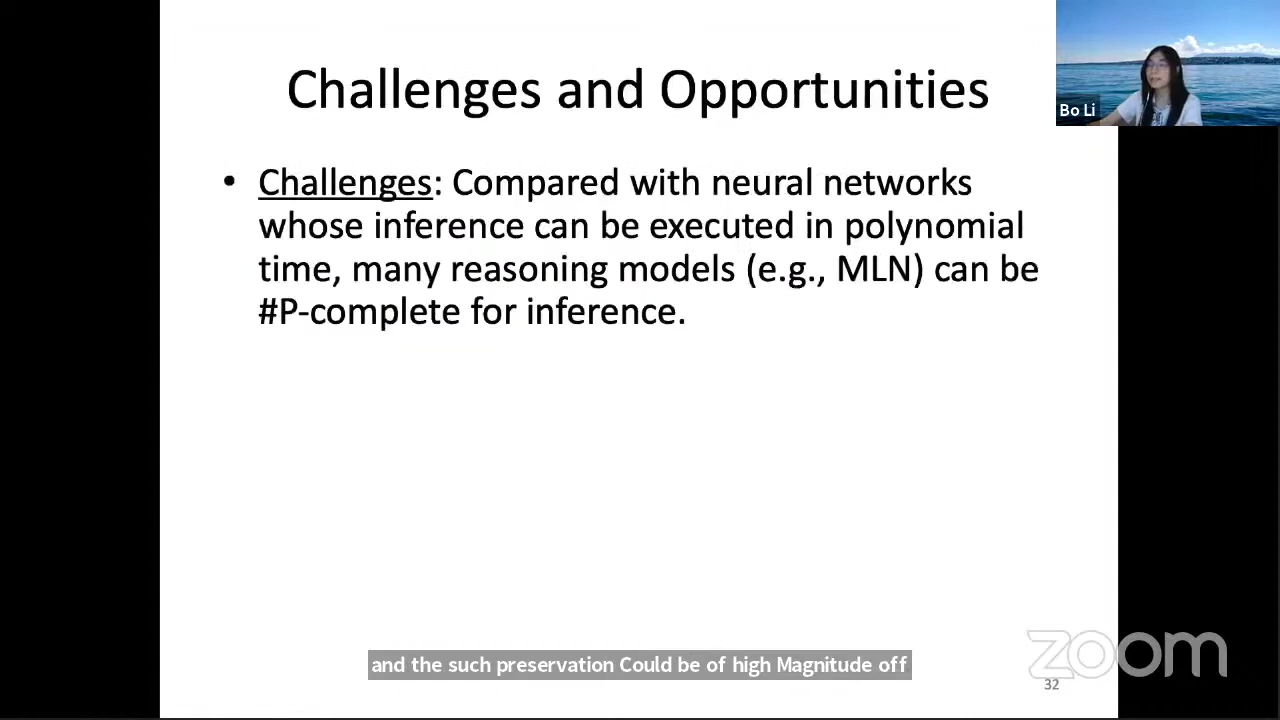 Challenges and Opportunities
Bo Li
• Challenges: Compared with neural networks
whose inference can be executed in polynomial
time, many reasoning models (e.g., MLN) can be
#P-complete for inference.
and the such preservation Could be of high Magnitude off
zoom
32